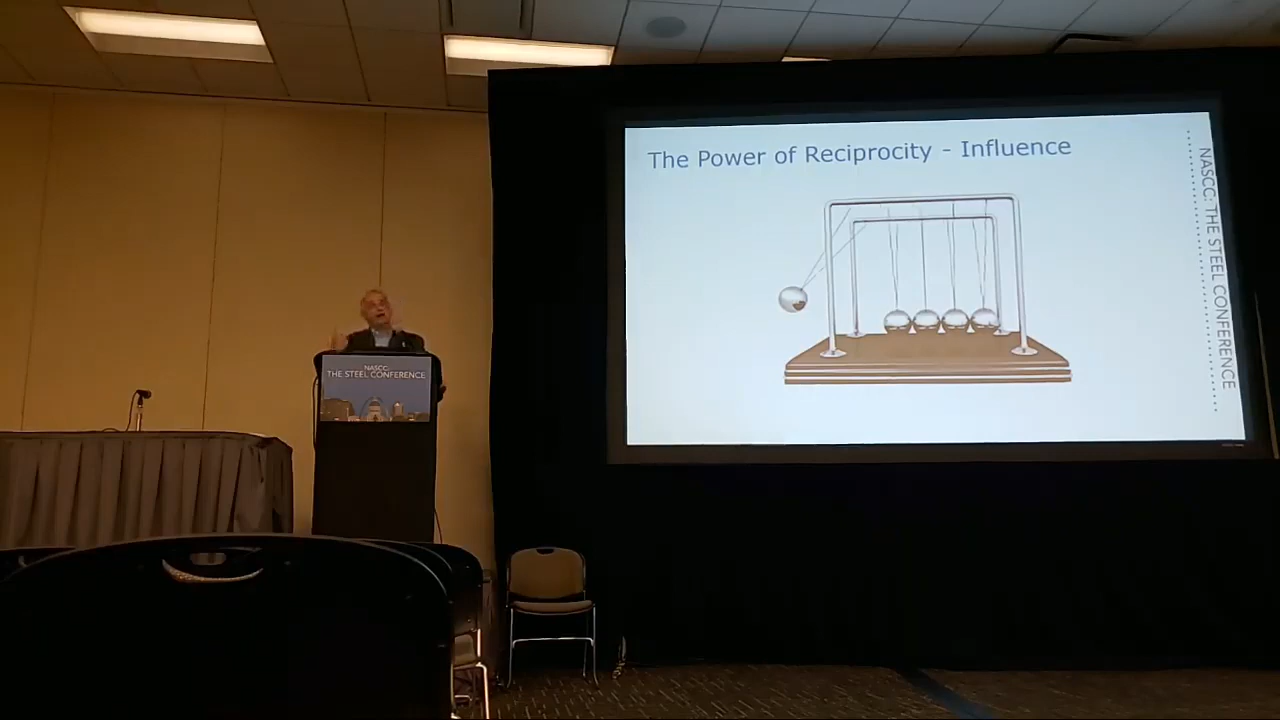 The Power of Reciprocity - Influence
NASCC: THE STEEL CONFERENCE
NASCC:
THE STEEL CONFERENCE